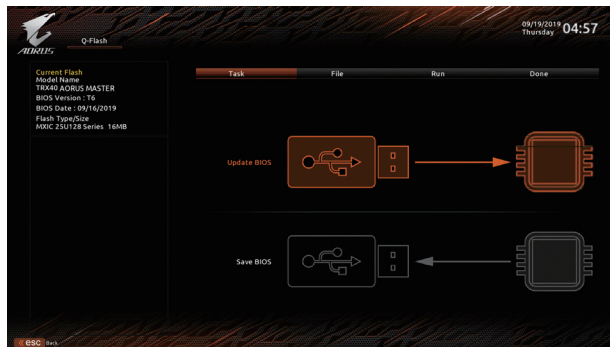 AORUS
Q-Flash
09/19/2019 04:57
Thursday
Current Flash
Model Name
TRX40 AORUS MASTER
BIOS Version : T6
BIOS Date : 09/16/2019
Flash Type/Size
MXIC 25U128 Series 16MB
Task File Run Done
Update BIOS
Save BIOS
esc Back